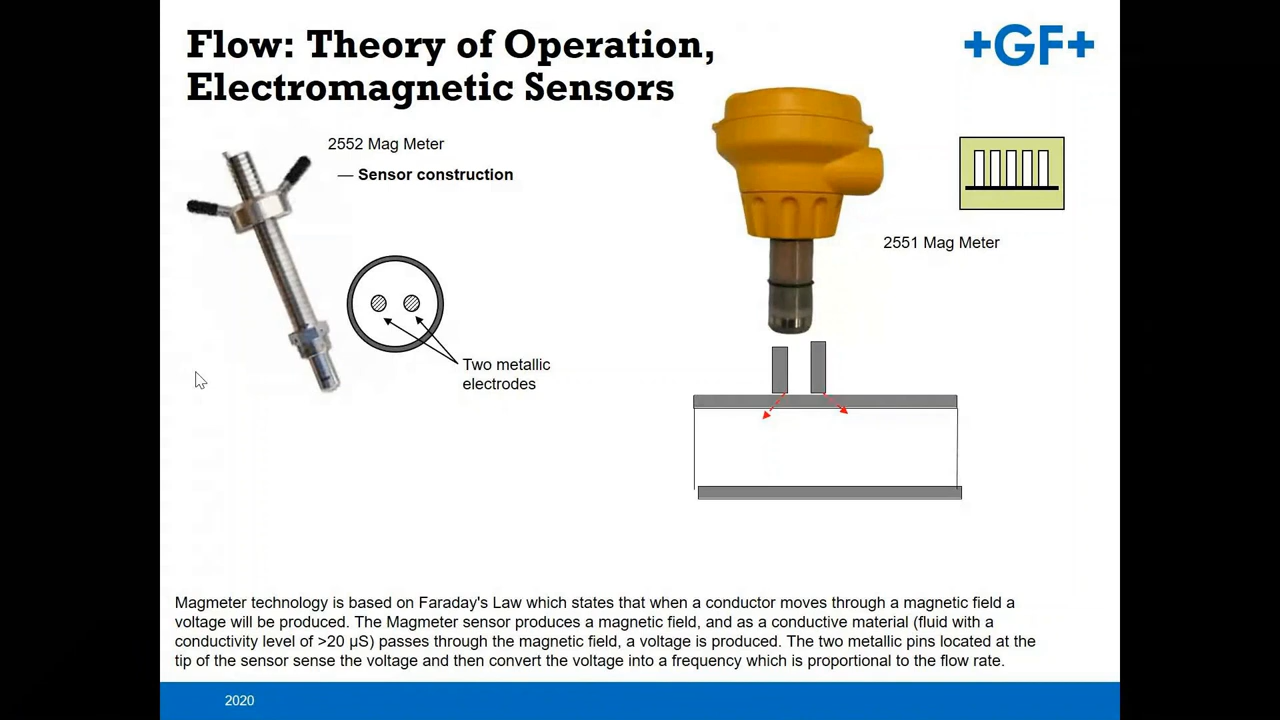 Flow: Theory of Operation,
Electromagnetic Sensors
+GF+
2552 Mag Meter
— Sensor construction
2551 Mag Meter
Two metallic
electrodes
Magmeter technology is based on Faraday's Law which states that when a conductor moves through a magnetic field a
voltage will be produced. The Magmeter sensor produces a magnetic field, and as a conductive material (fluid with a
conductivity level of >20 µS) passes through the magnetic field, a voltage is produced. The two metallic pins located at the
tip of the sensor sense the voltage and then convert the voltage into a frequency which is proportional to the flow rate.
2020